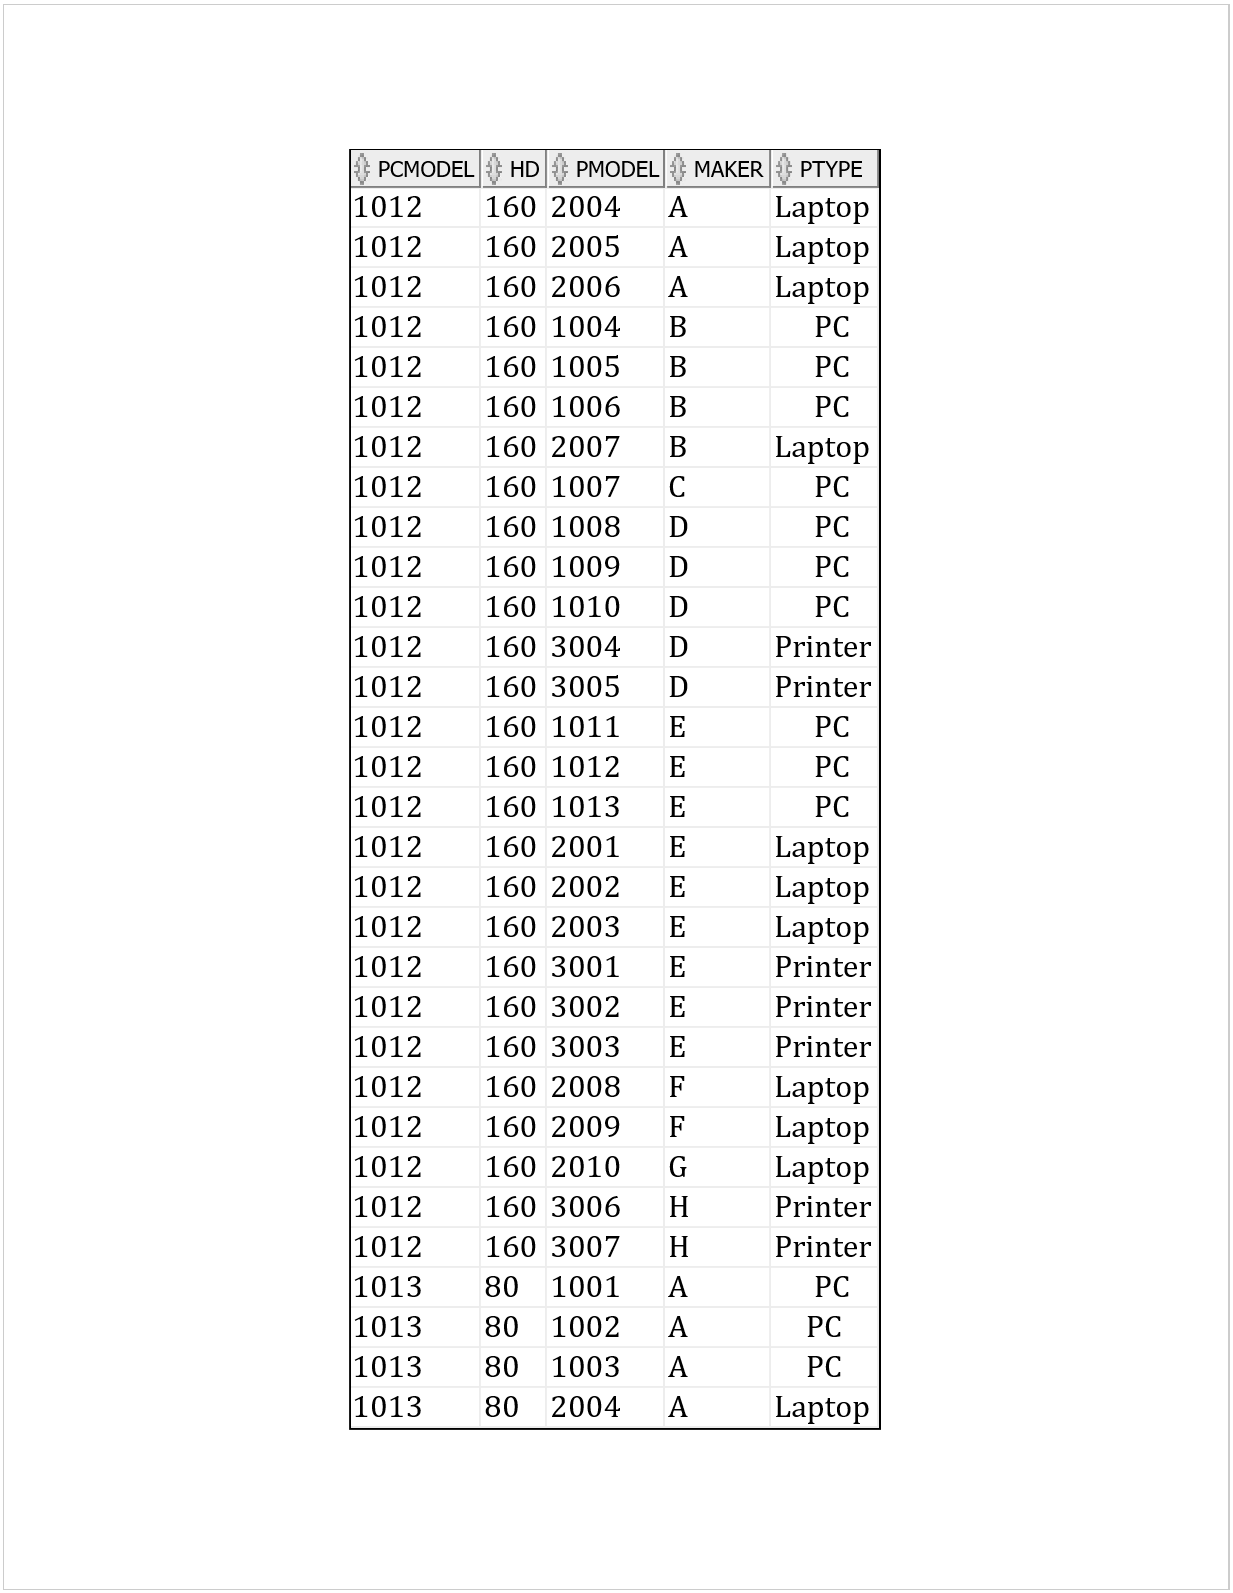 PCMODEL HD PMODEL MAKER PTYPE
1012 160 2004 A Laptop
1012 160 2005 A Laptop
1012 160 2006 A Laptop
1012 160 1004 B PC
1012 160 1005 B PC
1012 160 1006 B PC
1012 160 2007 B Laptop
1012 160 1007 C PC
1012 160 1008 D PC
1012 160 1009 D PC
1012 160 1010 D PC
1012 160 3004 D Printer
1012 160 3005 D Printer
1012 160 1011 E PC
1012 160 1012 E PC
1012 160 1013 E PC
1012 160 2001 E Laptop
1012 160 2002 E Laptop
1012 160 2003 E Laptop
1012 160 3001 E Printer
1012 160 3002 E Printer
1012 160 3003 E Printer
1012 160 2008 F Laptop
1012 160 2009 F Laptop
1012 160 2010 G Laptop
1012 160 3006 H Printer
1012 160 3007 H Printer
1013 80 1001 A PC
1013 80 1002 A PC
1013 80 1003 A PC
1013 80 2004 A Laptop